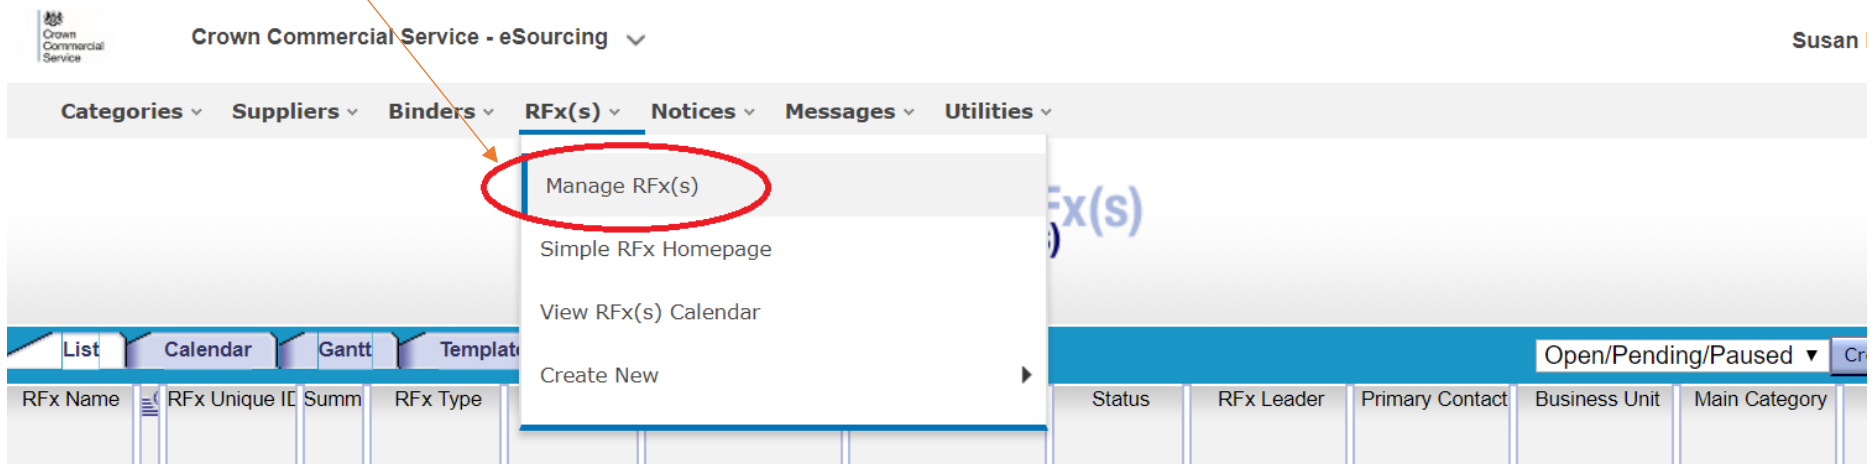 Crown
Commercial
Service
Crown Commercial Service - eSourcing
Susan
Categories Suppliers Binders RFx(s) Notices Messages Utilities
Manage RFx(s)
Simple RFx Homepage
View RFx(s) Calendar
Create New
x(s)
List Calendar Gantt Templat
Open/Pending/Paused Cr
RFx Name RFx Unique ID Summ RFx Type Status RFx Leader Primary Contact Business Unit Main Category